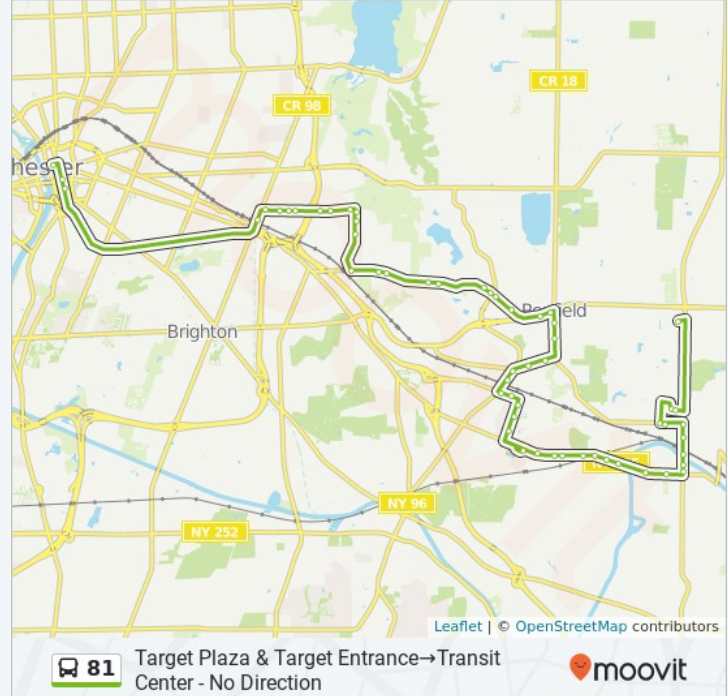 CR 18
CR 98
hester
Brighton
NY 96
NY 252
Leaflet | © OpenStreetMap contributors
81
Target Plaza & Target Entrance→Transit
Center - No Direction
moovit